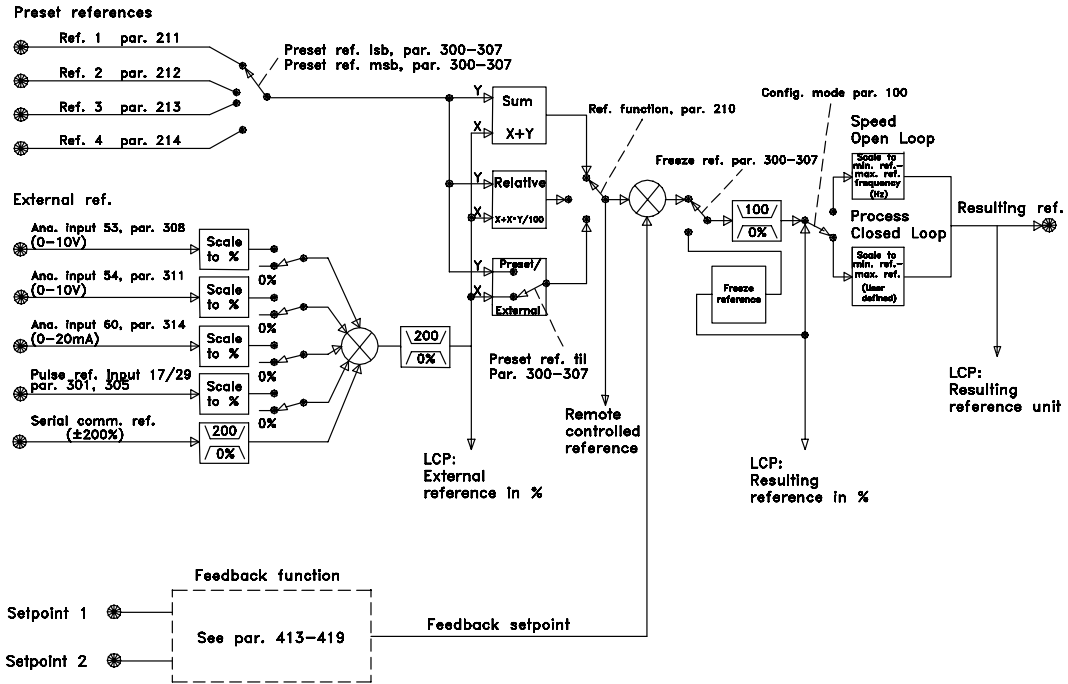 Preset references
Ref. 1 par. 211
Ref. 2 par. 212
Ref. 3 par. 213
Ref. 4 par. 214
Preset ref. lsb, par. 300-307
Preset ref. msb, par. 300-307
Y
Sum
X
X+Y
Y
Relative
X
X+X*Y/100
Y
Preset/
X
External
Ref. function, par. 210
Config. mode par. 100
Freeze ref. par. 300-307
100
0%
Freeze
reference
Speed
Open Loop
Scale to
min. ref.-
max. ref.
frequency
(Hz)
Process
Closed Loop
Scale to
min. ref.-
max. ref.
(User
defined)
Resulting ref.
External ref.
Ana. input 53, par. 308
(0-10V)
Scale
to %
0%
Ana. input 54, par. 311
(0-10V)
Scale
to %
0%
Ana. input 60, par. 314
(0-20mA)
Scale
to %
0%
Pulse ref. input 17/29
par. 301, 305
Scale
to %
0%
Serial comm. ref.
(±200%)
200
0%
200
0%
Preset ref. til
Par. 300-307
Remote
controlled
reference
LCP:
External
reference in %
LCP:
Resulting
reference in %
LCP:
Resulting
reference unit
Feedback function
Setpoint 1
Setpoint 2
See par. 413-419
Feedback setpoint